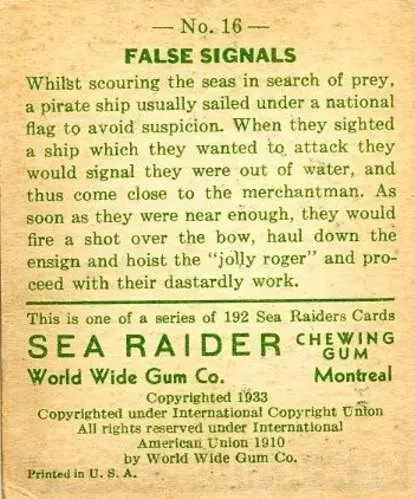 — No. 16 —
FALSE SIGNALS
Whilst scouring the seas in search of prey,
a pirate ship usually sailed under a national
flag to avoid suspicion. When they sighted
a ship which they wanted to attack they
would signal they were out of water, and
thus come close to the merchantman. As
soon as they were near enough, they would
fire a shot over the bow, haul down the
ensign and hoist the "jolly roger" and pro-
ceed with their dastardly work.
This is one of a series of 192 Sea Raiders Cards
SEA RAIDER CHEWING GUM
World Wide Gum Co. Montreal
Copyrighted 1933
Copyrighted under International Copyright Union
All rights reserved under International
American Union 1910
by World Wide Gum Co.
Printed in U. S. A.